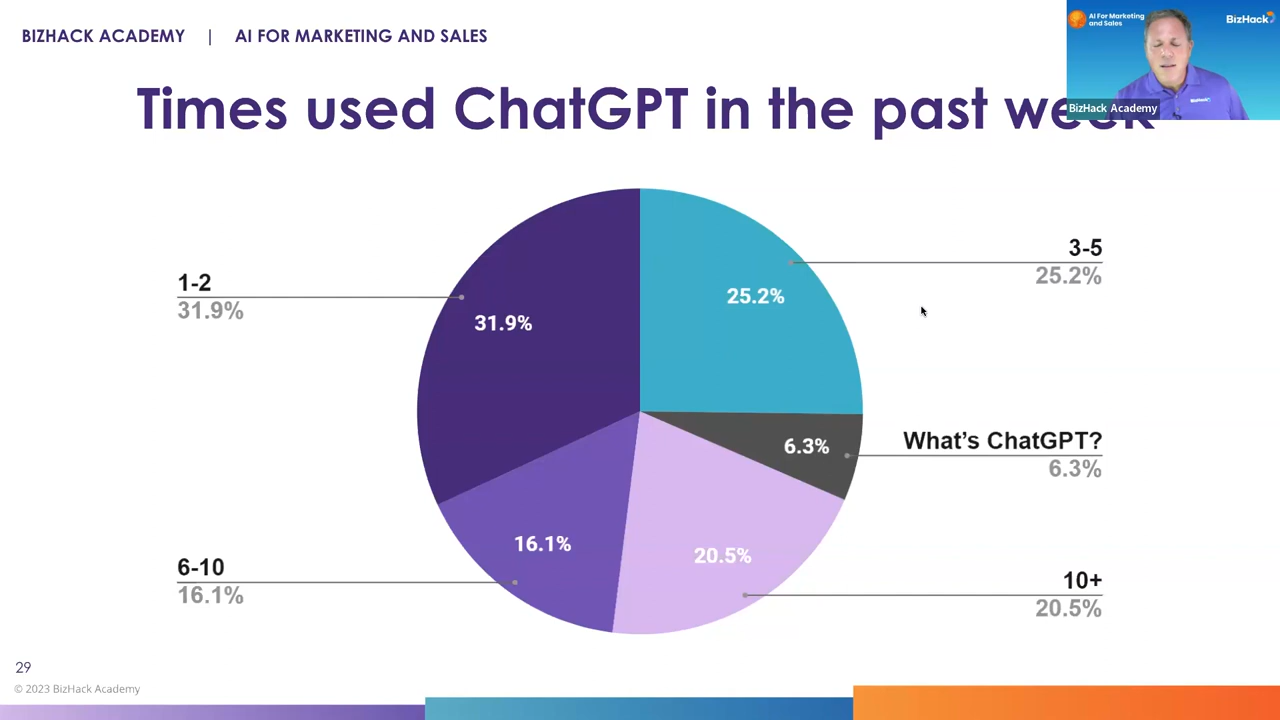 BIZHACK ACADEMY | AI FOR MARKETING AND SALES
AI For Marketing
and Sales
BizHack
BizHack
BizHack Academy
Times used ChatGPT in the past week
1-2
31.9%
31.9%
3-5
25.2%
25.2%
What's ChatGPT?
6.3%
6.3%
6-10
16.1%
16.1%
10+
20.5%
20.5%
29
© 2023 BizHack Academy